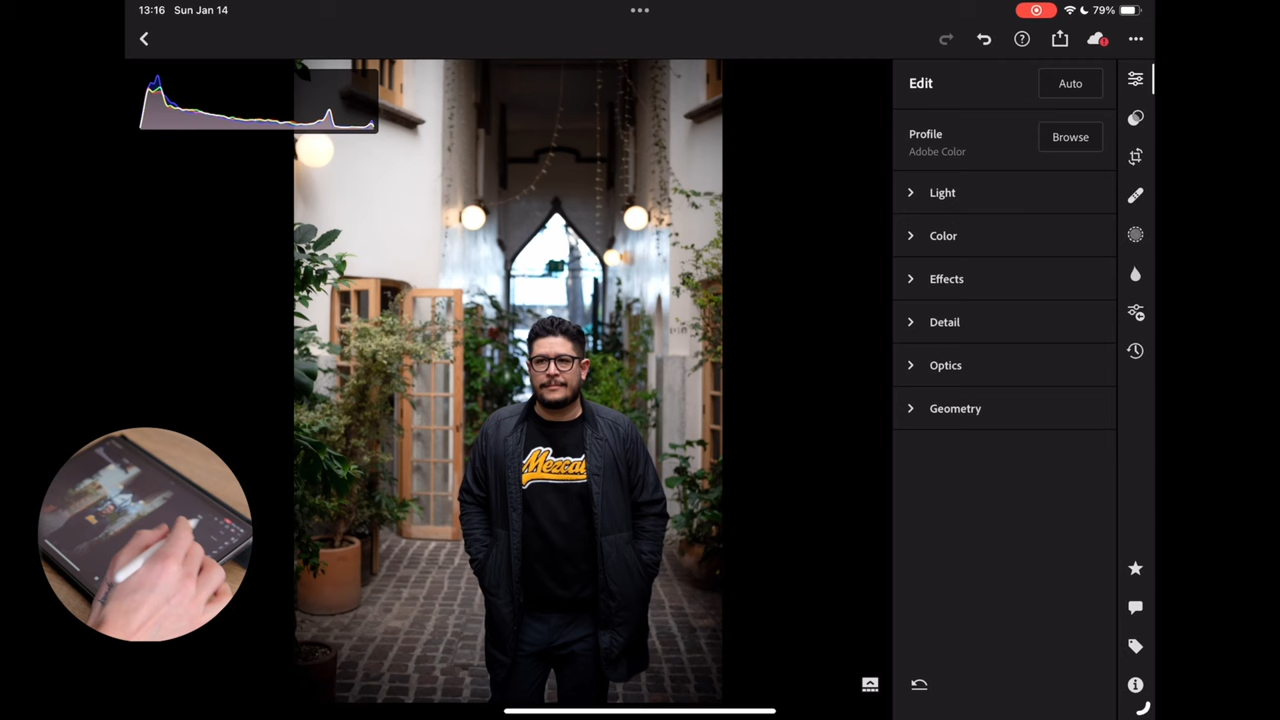 13:16 Sun Jan 14
79%
Edit
Auto
Profile
Adobe Color
Browse
Light
Color
Effects
Detail
Optics
Geometry
Mezcal